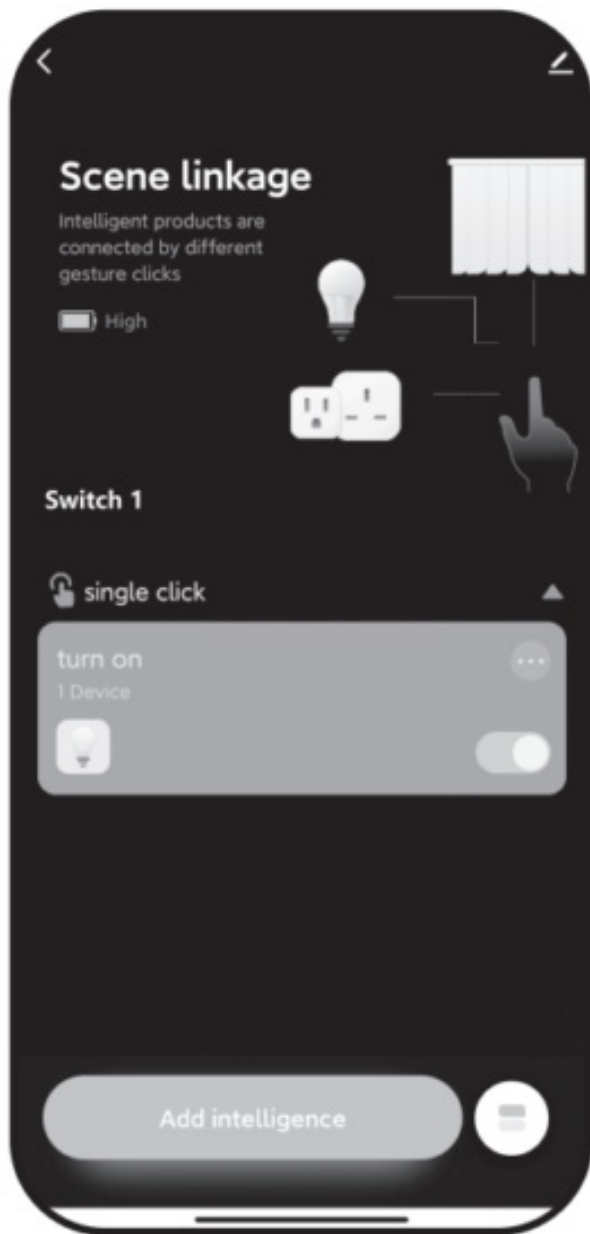 Scene linkage
Intelligent products are
connected by different
gesture clicks
High
Switch 1
single click
turn on
1 Device
Add intelligence